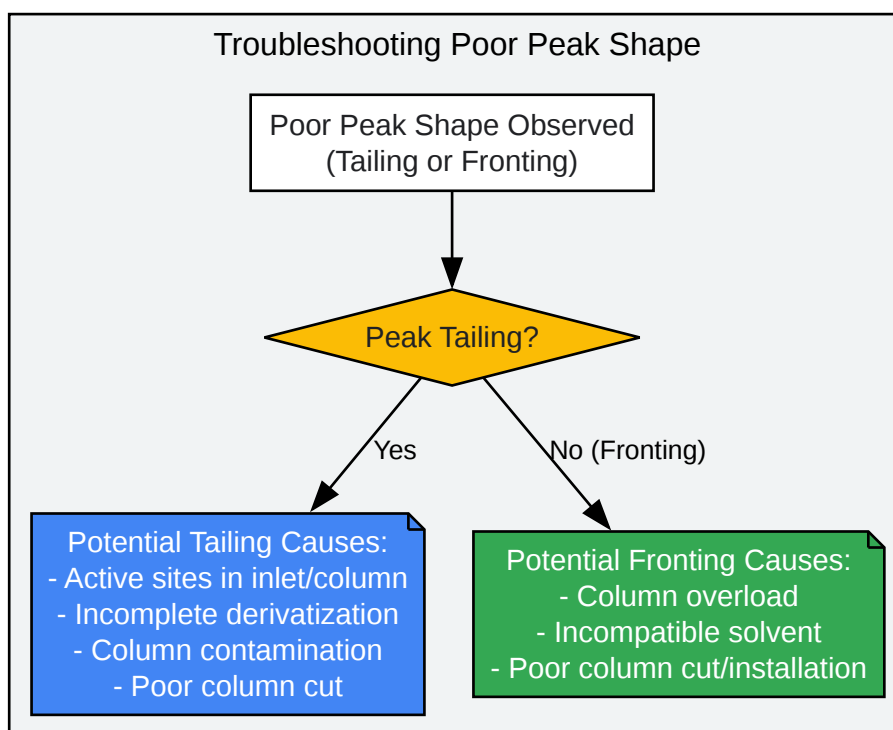 Troubleshooting Poor Peak Shape
Poor Peak Shape Observed
(Tailing or Fronting)
Peak Tailing?
Yes
No (Fronting)
Potential Tailing Causes:
- Active sites in inlet/column
- Incomplete derivatization
- Column contamination
- Poor column cut
Potential Fronting Causes:
- Column overload
- Incompatible solvent
- Poor column cut/installation